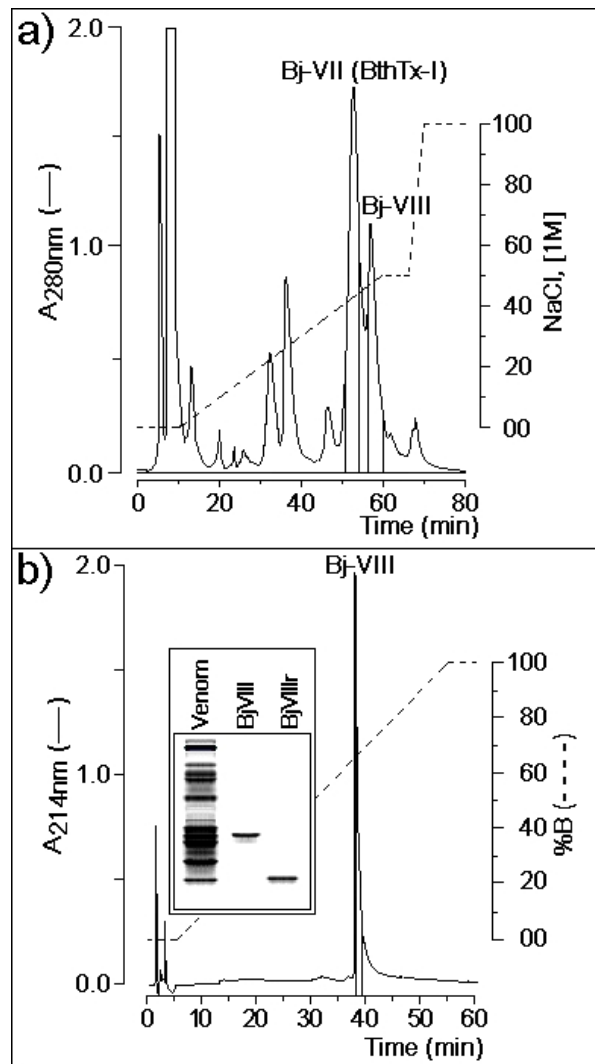 a)
Bj-VII (BthTx-I)
Bj-VIII
A280nm (—)
2.0
1.0
0.0
NaCl, [1M]
100
80
60
40
20
00
0 20 40 60 80
Time (min)
b)
Bj-VIII
A214nm (—)
2.0
1.0
0.0
Venom
BjVIII
BjVIIIr
%B (----)
100
80
60
40
20
00
0 10 20 30 40 50 60
Time (min)